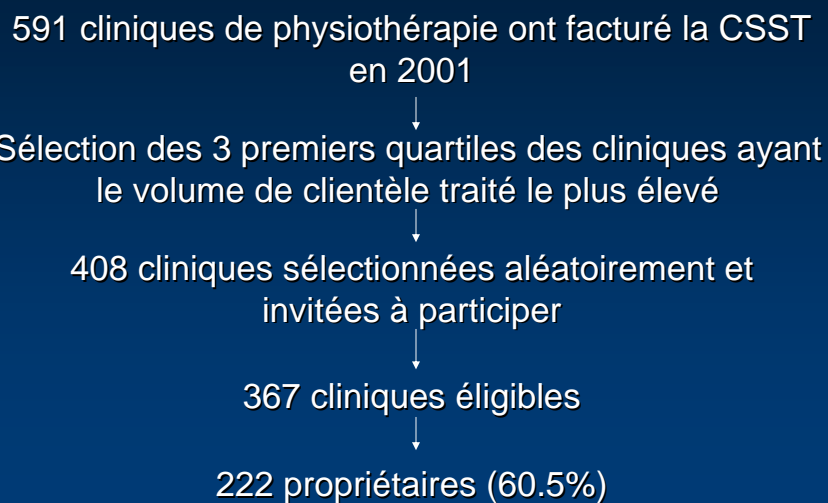 591 cliniques de physiothérapie ont facturé la CSST
en 2001
Sélection des 3 premiers quartiles des cliniques ayant
le volume de clientèle traité le plus élevé
408 cliniques sélectionnées aléatoirement et
invitées à participer
367 cliniques éligibles
222 propriétaires (60.5%)